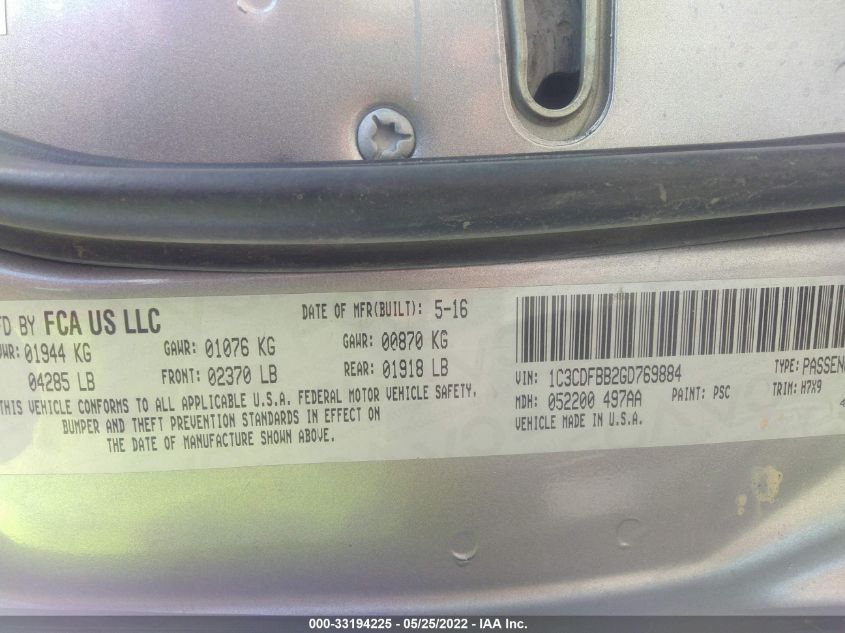 FD BY FCA US LLC
DATE OF MFR(BUILT): 5-16
WR: 01944 KG
GAWR: 01076 KG
GAWR: 00870 KG
04285 LB
FRONT: 02370 LB
REAR: 01918 LB
THIS VEHICLE CONFORMS TO ALL APPLICABLE U.S.A. FEDERAL MOTOR VEHICLE SAFETY,
BUMPER AND THEFT PREVENTION STANDARDS IN EFFECT ON
THE DATE OF MANUFACTURE SHOWN ABOVE.
VIN: 1C3CDFBB2GD769884
TYPE: PASSEN
MDH: 052200 497AA
PAINT: PSC
TRIM: H7X9
VEHICLE MADE IN U.S.A.
4
000-33194225 - 05/25/2022 - IAA Inc.